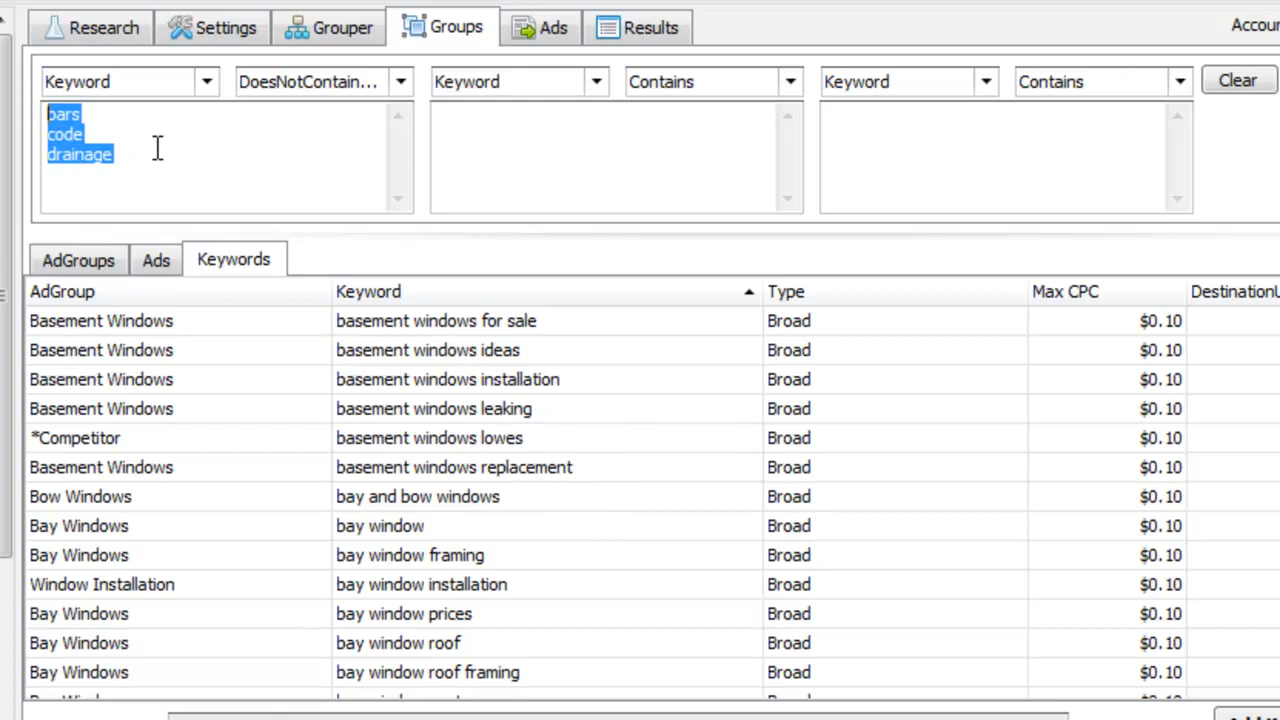 Research Settings Grouper Groups Ads Results Accoun
Keyword DoesNotContain... Keyword Contains Keyword Contains Clear
bars
code
drainage
AdGroups Ads Keywords
AdGroup Keyword Type Max CPC DestinationU
Basement Windows basement windows for sale Broad $0.10
Basement Windows basement windows ideas Broad $0.10
Basement Windows basement windows installation Broad $0.10
Basement Windows basement windows leaking Broad $0.10
*Competitor basement windows lowes Broad $0.10
Basement Windows basement windows replacement Broad $0.10
Bow Windows bay and bow windows Broad $0.10
Bay Windows bay window Broad $0.10
Bay Windows bay window framing Broad $0.10
Window Installation bay window installation Broad $0.10
Bay Windows bay window prices Broad $0.10
Bay Windows bay window roof Broad $0.10
Bay Windows bay window roof framing Broad $0.10